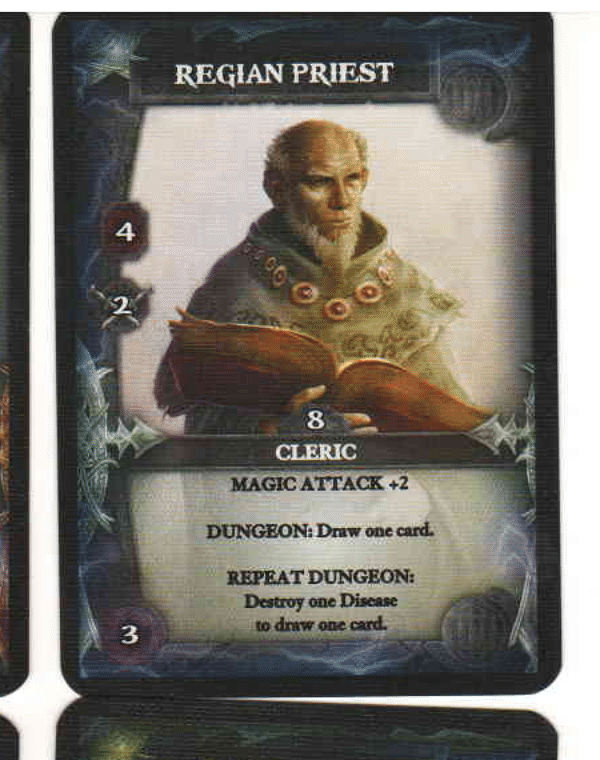 REGIAN PRIEST
4
2
8
CLERIC
MAGIC ATTACK +2
DUNGEON: Draw one card.
REPEAT DUNGEON:
Destroy one Disease
to draw one card.
3